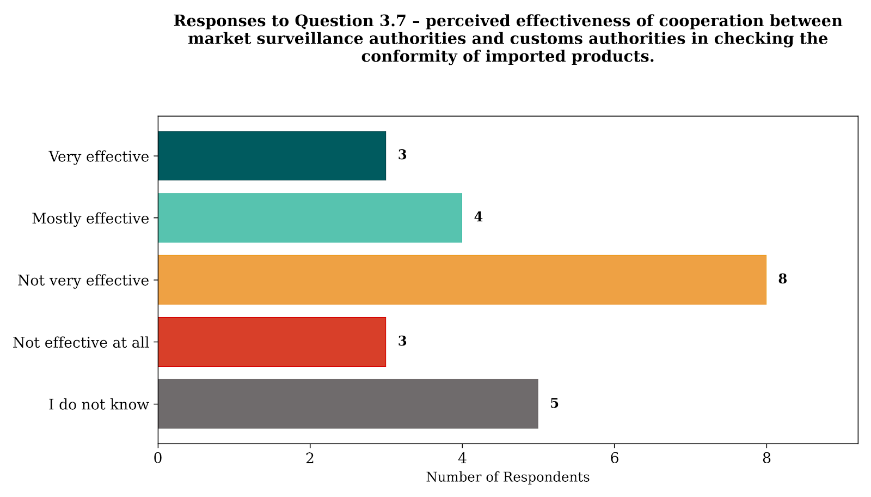 Responses to Question 3.7 – perceived effectiveness of cooperation between
market surveillance authorities and customs authorities in checking the
conformity of imported products.
Very effective
3
Mostly effective
4
Not very effective
8
Not effective at all
3
I do not know
5
0 2 4 6 8
Number of Respondents